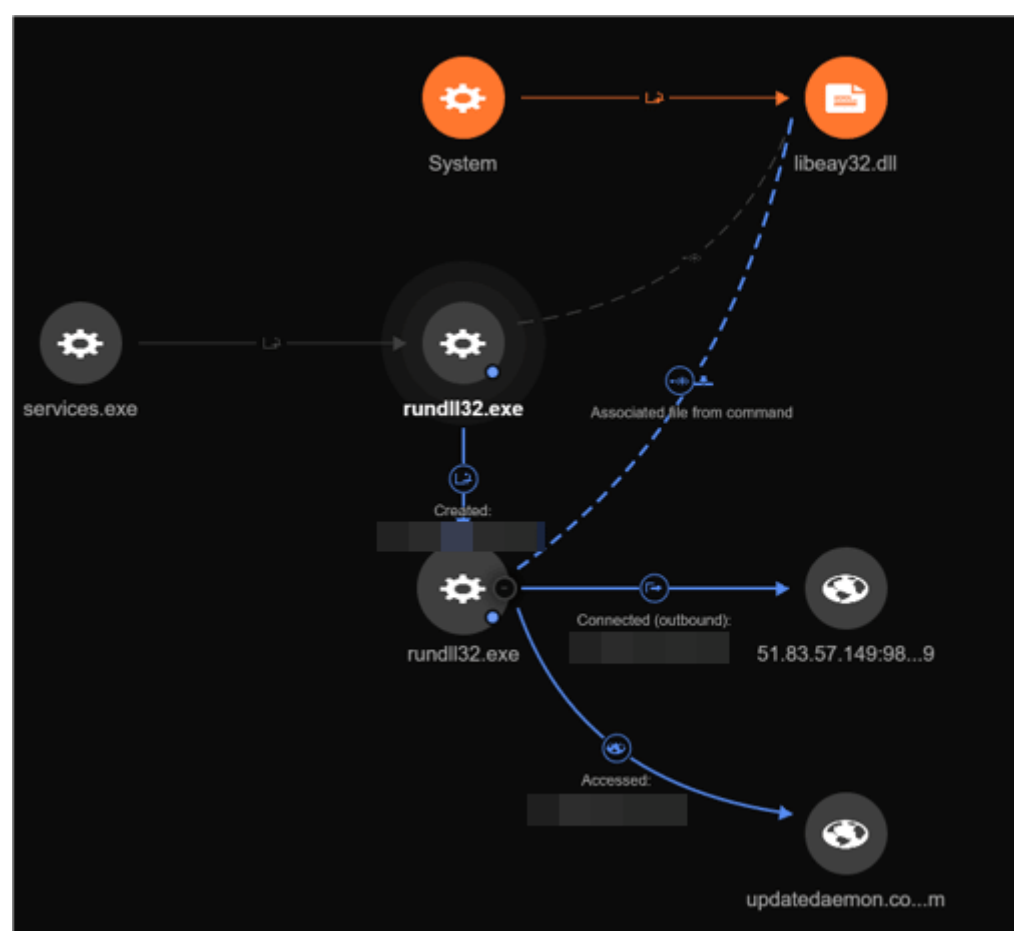 System
libeay32.dll
services.exe
rundll32.exe
Associated file from command
Created:
rundll32.exe
Connected (outbound):
51.83.57.149:98...9
Accessed:
updatedaemon.co...m